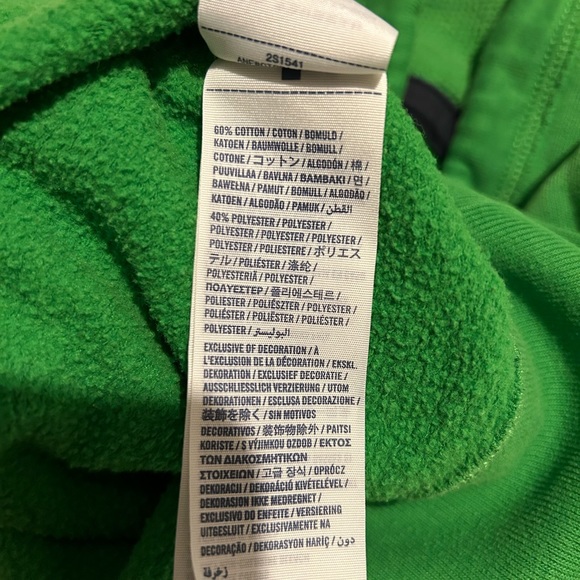 2S1541
60% COTTON / COTON / BOMULD /
KATOEN / BAUMWOLLE / BOMULL /
COTONE / コットン / ALGODÓN / 棉 /
PUUVILLAA / BAVLNA / ΒΑΜΒΑΚΙ / 면 /
BAWEŁNA / PAMUT / BOMULL / ALGODÃO /
KATOEN / ALGODÃO / PAMUK / القطن
40% POLYESTER / POLYESTER /
POLYESTER / POLYESTER / POLYESTER /
POLYESTER / POLIESTERE / ポリエス
テル / POLIÉSTER / 涤纶 /
POLYESTERIÄ / POLYESTER /
ΠΟΛΥΕΣΤΕΡ / 폴리에스테르 /
POLIESTER / POLIÉSZTER / POLYESTER /
POLIÉSTER / POLIÉSTER / POLIÉSTER /
POLYESTER / البوليستر
EXCLUSIVE OF DECORATION / À
L'EXCLUSION DE LA DÉCORATION / EKSKL.
DEKORATION / EXCLUSIEF DECORATIE /
AUSSCHLIESSLICH VERZIERUNG / UTOM
DEKORATIONEN / ESCLUSA DECORAZIONE /
装飾を除く / SIN MOTIVOS
DECORATIVOS / 装饰物除外 / PAITSI
KORISTE / S VÝJIMKOU OZDOB / ΕΚΤΟΣ
ΤΩΝ ΔΙΑΚΟΣΜΗΤΙΚΩΝ
ΣΤΟΙΧΕΙΩΝ / 고급 장식 / OPRÓCZ
DEKORACJI / DEKORÁCIÓ KIVÉTELÉVEL /
DEKORASJON IKKE MEDREGNET /
EXCLUSIVO DO ENFEITE / VERSIERING
UITGESLUIT / EXCLUSIVAMENTE NA
DECORAÇÃO / DEKORASYON HARİÇ / دون
زخرفة